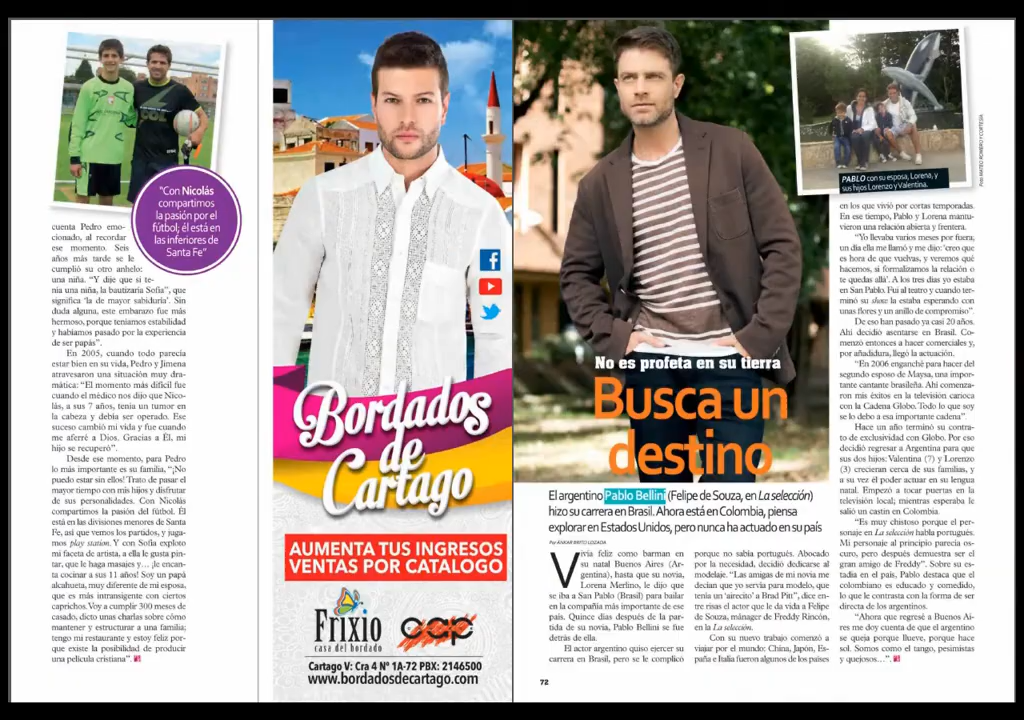 "Con Nicolás
compartimos
la pasión por el
fútbol; él está en
las inferiores de
Santa Fe"
cuenta Pedro emo-
cionado, al recordar
ese momento. Seis
años más tarde se le
cumplió su otro anhelo:
una niña. “Y dije que si te-
nía una niña, la bautizaría Sofía”, que
significa ‘la de mayor sabiduría’. Sin
duda alguna, este embarazo fue más
hermoso, porque teníamos estabilidad
y habíamos pasado por la experiencia
de ser papás”.
En 2005, cuando todo parecía
estar bien en su vida, Pedro y Jimena
atravesaron una situación muy dra-
mática: “El momento más difícil fue
cuando el médico nos dijo que Nico-
lás, a sus 7 años, tenía un tumor en
la cabeza y debía ser operado. Ese
suceso cambió mi vida y fue cuando
me aferré a Dios. Gracias a Él, mi
hijo se recuperó”.
Desde ese momento, para Pedro
lo más importante es su familia, “¡No
puedo estar sin ellos! Trato de pasar el
mayor tiempo con mis hijos y disfrutar
de sus personalidades. Con Nicolás
compartimos la pasión del fútbol. Él
está en las divisiones menores de Santa
Fe, así que vemos los partidos, y juga-
mos play station. Y con Sofía exploto
mi faceta de artista, a ella le gusta pin-
tar, que le haga masajes y… ¡le encan-
ta cocinar a sus 11 años! Soy un papá
alcahueta, muy diferente de mi esposa,
que es más intransigente con ciertos
caprichos. Voy a cumplir 300 meses de
casado, dicto unas charlas sobre cómo
mantener y estructurar a una familia;
tengo mi restaurante y estoy feliz por-
que existe la posibilidad de producir
una película cristiana”.
Bordados
de
Cartago
AUMENTA TUS INGRESOS
VENTAS POR CATALOGO
Frixio
casa del bordado
cap
Cartago V: Cra 4 N° 1A-72 PBX: 2146500
www.bordadosdecartago.com
No es profeta en su tierra
Busca un
destino
El argentino Pablo Bellini (Felipe de Souza, en La selección)
hizo su carrera en Brasil. Ahora está en Colombia, piensa
explorar en Estados Unidos, pero nunca ha actuado en su país
Vivía feliz como barman en
su natal Buenos Aires (Ar-
gentina), hasta que su novia,
Lorena Merlino, le dijo que
se iba a San Pablo (Brasil) para bailar
en la compañía más importante de ese
país. Quince días después de la par-
tida de su novia, Pablo Bellini se fue
detrás de ella.
El actor argentino quiso ejercer su
carrera en Brasil, pero se le complicó
72
porque no sabía portugués. Abocado
por la necesidad, decidió dedicarse al
modelaje. “Las amigas de mi novia me
decían que yo servía para modelo, que
tenía un ‘airecito’ a Brad Pitt”, dice en-
tre risas el actor que le da vida a Felipe
de Souza, mánager de Freddy Rincón,
en La selección.
Con su nuevo trabajo comenzó a
viajar por el mundo: China, Japón, Es-
paña e Italia fueron algunos de los países
PABLO con su esposa, Lorena, y
sus hijos Lorenzo y Valentina.
en los que vivió por cortas temporadas.
En ese tiempo, Pablo y Lorena mantu-
vieron una relación abierta y frentera.
“Yo llevaba varios meses por fuera,
un día ella me llamó y me dijo: ‘creo que
es hora de que vuelvas, y veremos qué
hacemos, si formalizamos la relación o
te quedas allá’. A los tres días yo estaba
en San Pablo. Fui al teatro y cuando ter-
minó su show la estaba esperando con
unas flores y un anillo de compromiso”.
De eso han pasado ya casi 20 años.
Ahí decidió asentarse en Brasil. Co-
menzó entonces a hacer comerciales y,
por añadidura, llegó la actuación.
“En 2006 enganché para hacer del
segundo esposo de Maysa, una impor-
tante cantante brasileña. Ahí comenza-
ron mis éxitos en la televisión carioca
con la Cadena Globo. Todo lo que soy
se lo debo a esa importante cadena”.
Hace un año terminó su contrato
de exclusividad con Globo. Por eso
decidió regresar a Argentina para que
sus dos hijos: Valentina (7) y Lorenzo
(3) crecieran cerca de sus familias, y
a su vez él poder actuar en su lengua
natal. Empezó a tocar puertas en la
televisión local; mientras esperaba le
salió un castin en Colombia.
“Es muy chistoso porque el per-
sonaje en La selección habla portugués.
Mi personaje al principio parecía os-
curo, pero después demuestra ser el
gran amigo de Freddy”. Sobre su es-
tadía en el país, Pablo destaca que el
colombiano es educado y comedido,
lo que le contrasta con la forma de ser
directa de los argentinos.
“Ahora que regresé a Buenos Ai-
res me doy cuenta de que el argentino
se queja porque llueve, porque hace
sol. Somos como el tango, pesimistas
y quejosos…”.